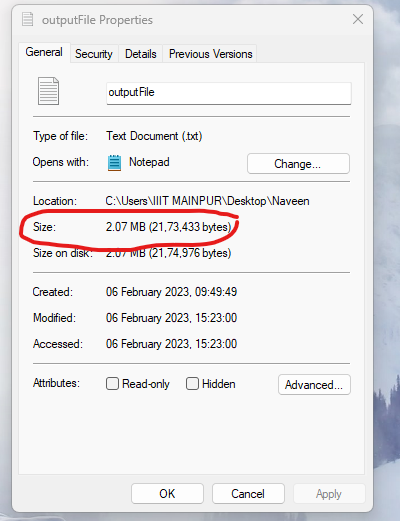 outputFile Properties
General Security Details Previous Versions
outputFile
Type of file: Text Document (.txt)
Opens with: Notepad Change...
Location: C:\Users\IIIT MAINPUR\Desktop\Naveen
Size: 2.07 MB (21,73,433 bytes)
Size on disk: 2.07 MB (21,74,976 bytes)
Created: 06 February 2023, 09:49:49
Modified: 06 February 2023, 15:23:00
Accessed: 06 February 2023, 15:23:00
Attributes: Read-only Hidden Advanced...
OK Cancel Apply